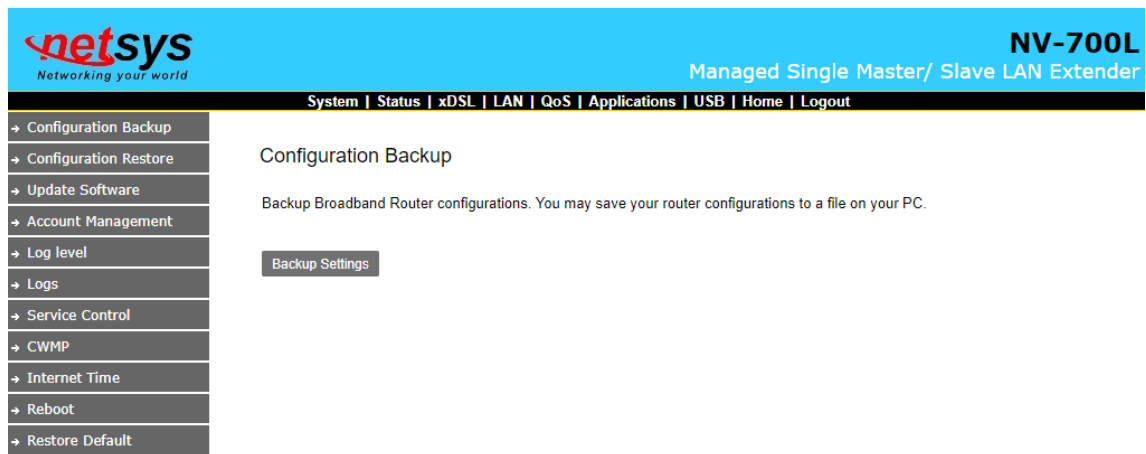 netsys
Networking your world
NV-700L
Managed Single Master/ Slave LAN Extender
System | Status | xDSL | LAN | QoS | Applications | USB | Home | Logout
Configuration Backup
Configuration Restore
Update Software
Account Management
Log level
Logs
Service Control
CWMP
Internet Time
Reboot
Restore Default
Configuration Backup
Backup Broadband Router configurations. You may save your router configurations to a file on your PC.
Backup Settings